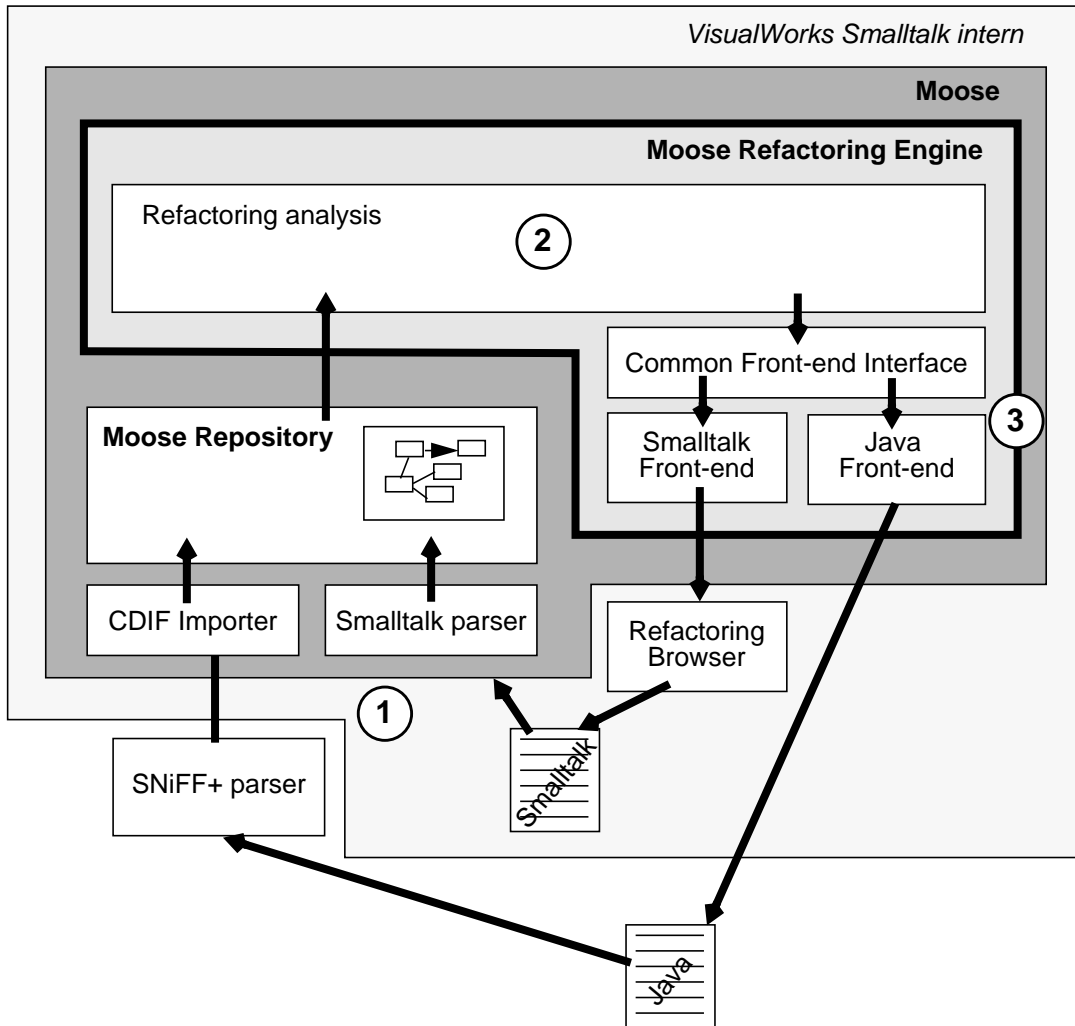 VisualWorks Smalltalk intern
Moose
Moose Refactoring Engine
Refactoring analysis
2
Common Front-end Interface
Moose Repository
Smalltalk
Front-end
Java
Front-end
3
CDIF Importer
Smalltalk parser
Refactoring
Browser
1
SNiFF+ parser
Smalltalk
Java